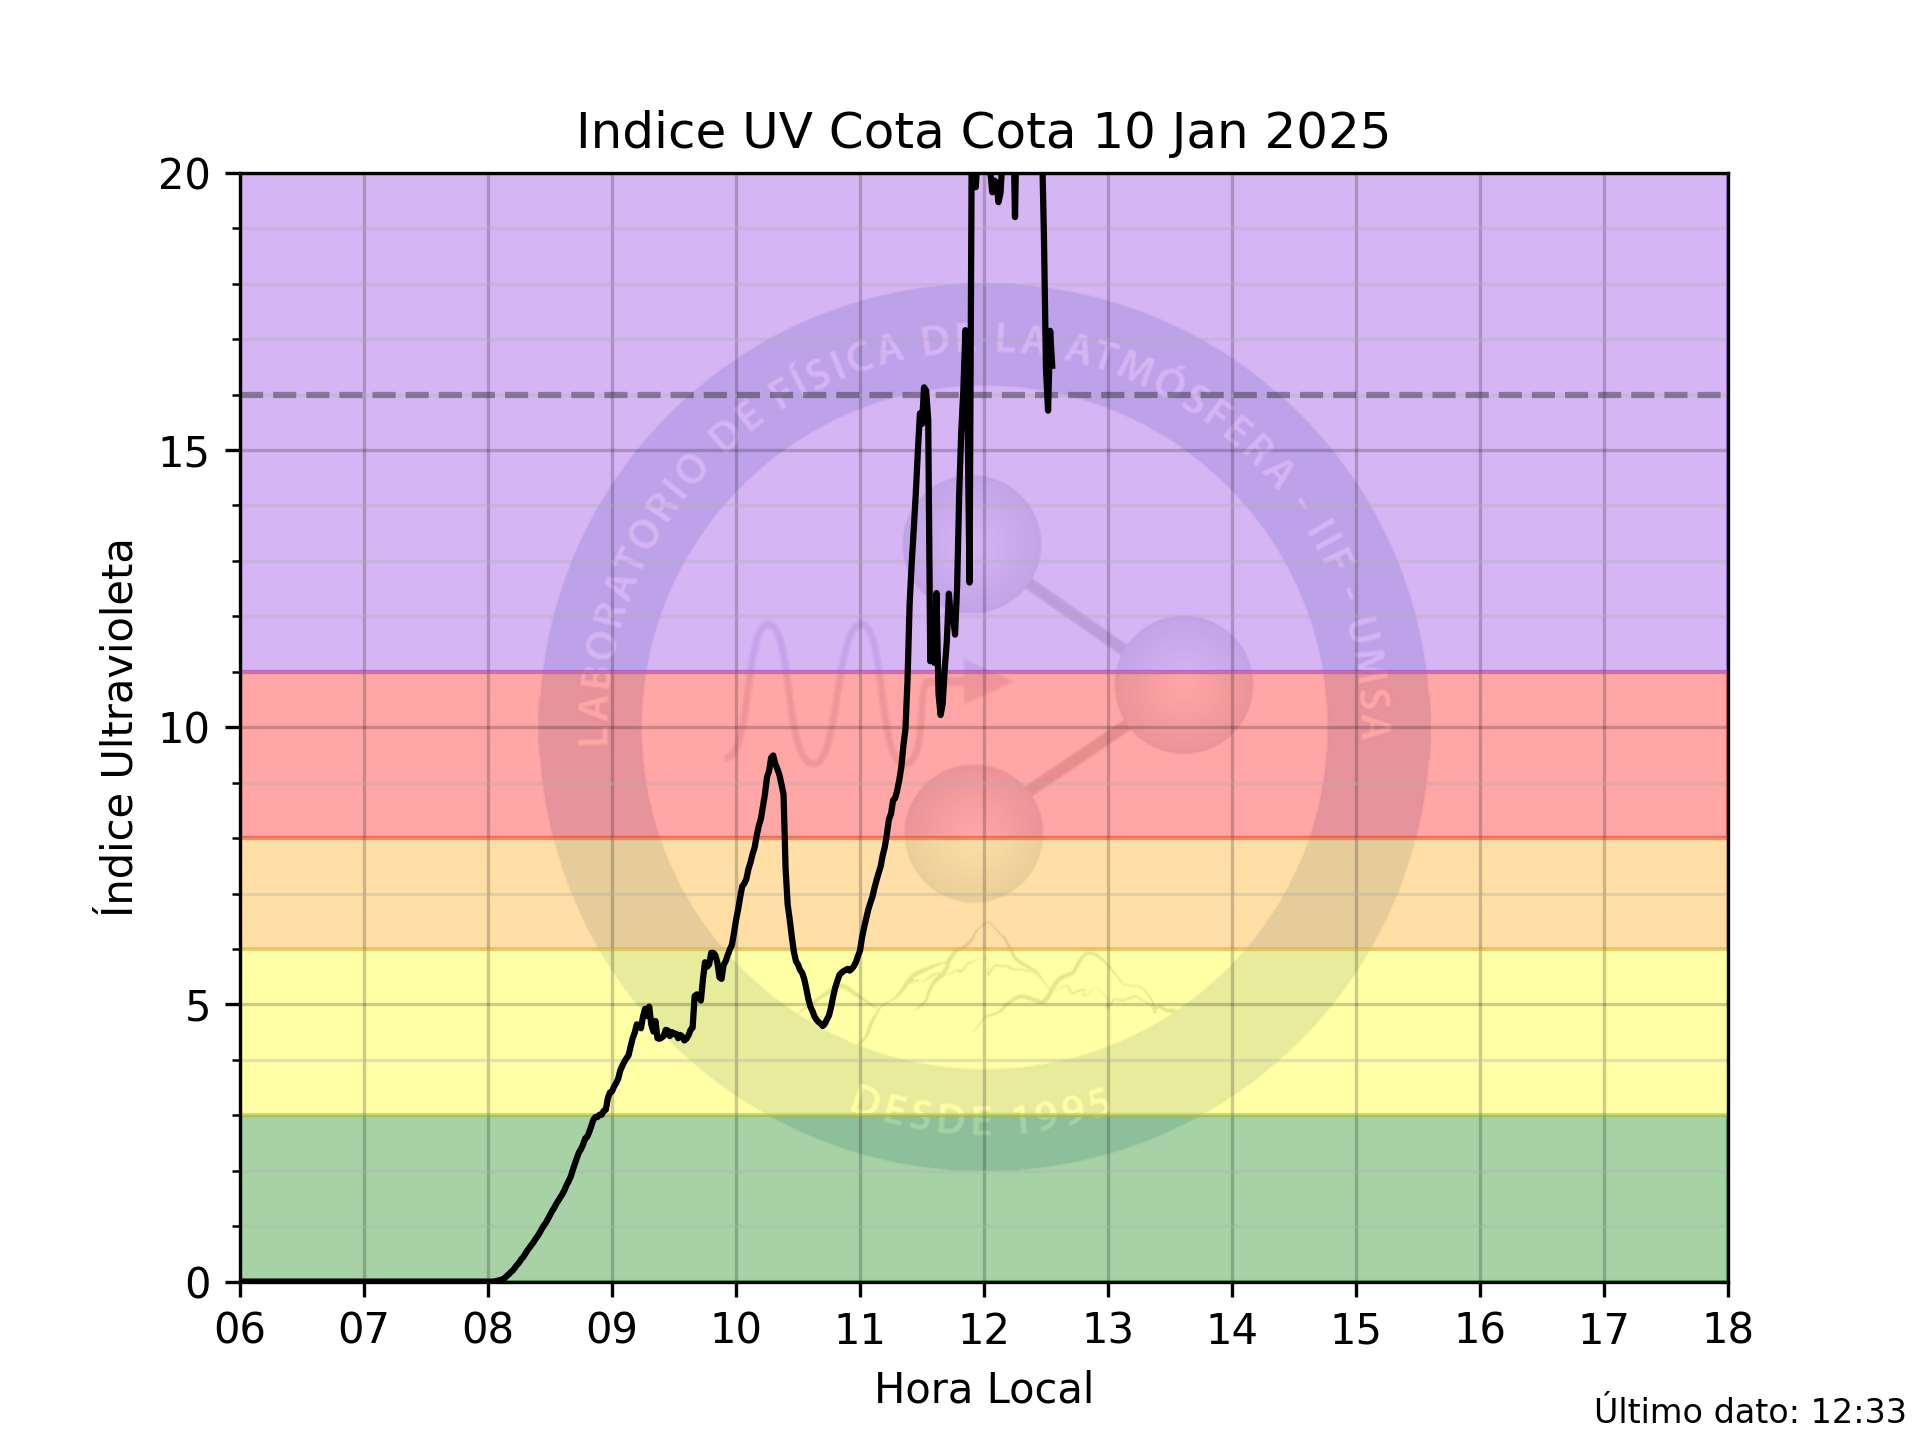 Indice UV Cota Cota 10 Jan 2025
20
15
10
5
0
Índice Ultravioleta
LABORATORIO DE FÍSICA DE LA ATMÓSFERA - IIF - UMSA
DESDE 1995
06 07 08 09 10 11 12 13 14 15 16 17 18
Hora Local
Último dato: 12:33